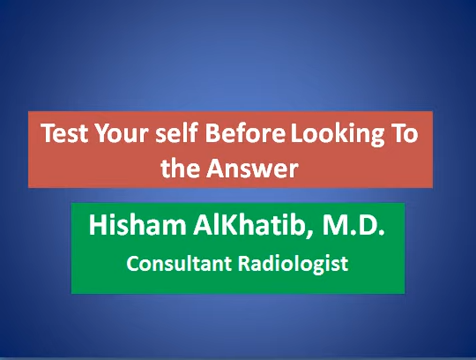 Test Your self Before Looking To
the Answer
Hisham AlKhatib, M.D.
Consultant Radiologist